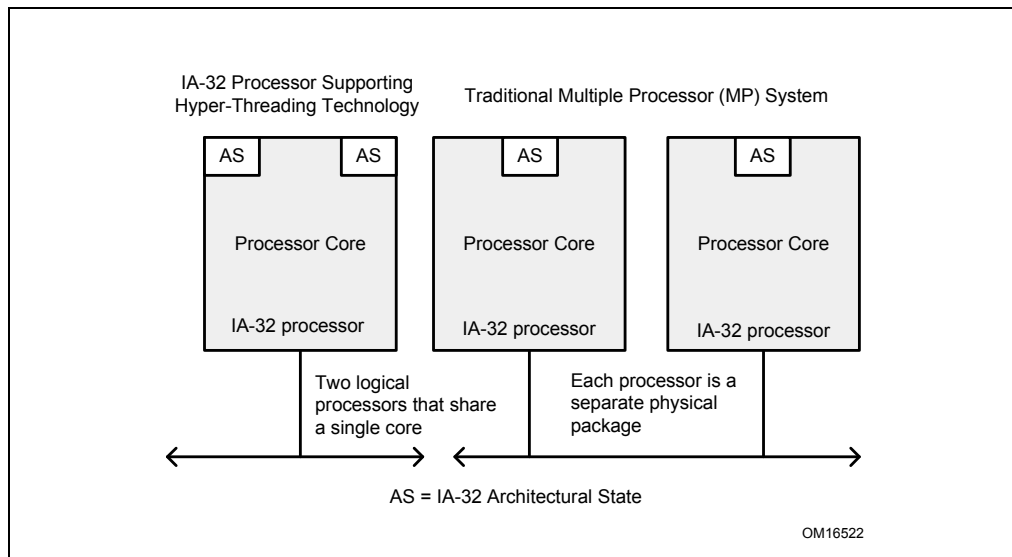 IA-32 Processor Supporting
Hyper-Threading Technology
Traditional Multiple Processor (MP) System
AS
AS
AS
AS
Processor Core
Processor Core
Processor Core
IA-32 processor
IA-32 processor
IA-32 processor
Two logical
processors that share
a single core
Each processor is a
separate physical
package
AS = IA-32 Architectural State
OM16522